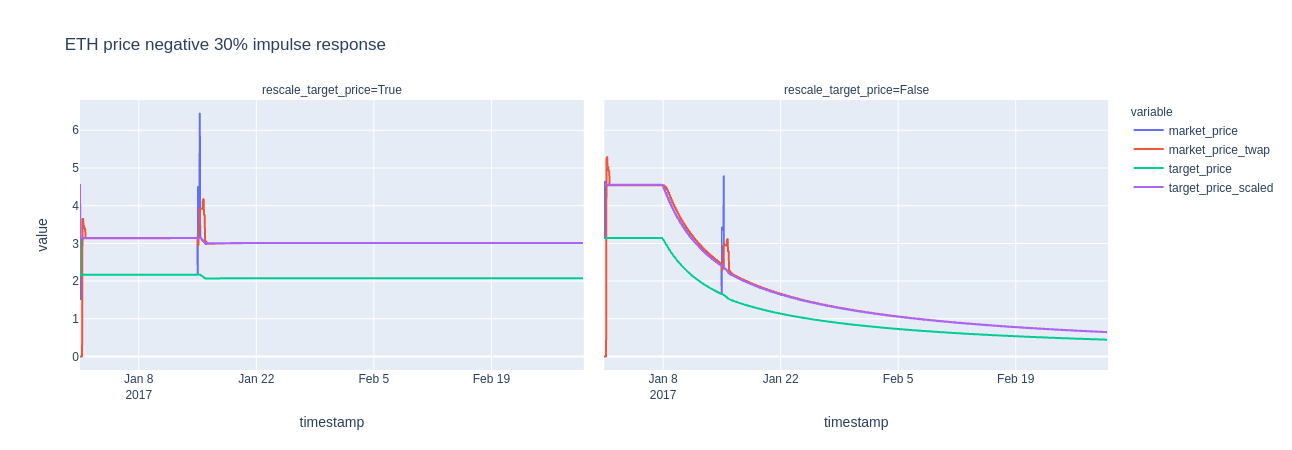 ETH price negative 30% impulse response
rescale_target_price=True
rescale_target_price=False
variable
market_price
market_price_twap
target_price
target_price_scaled
value
6
5
4
3
2
1
0
Jan 8
2017
Jan 22
Feb 5
Feb 19
Jan 8
2017
Jan 22
Feb 5
Feb 19
timestamp
timestamp